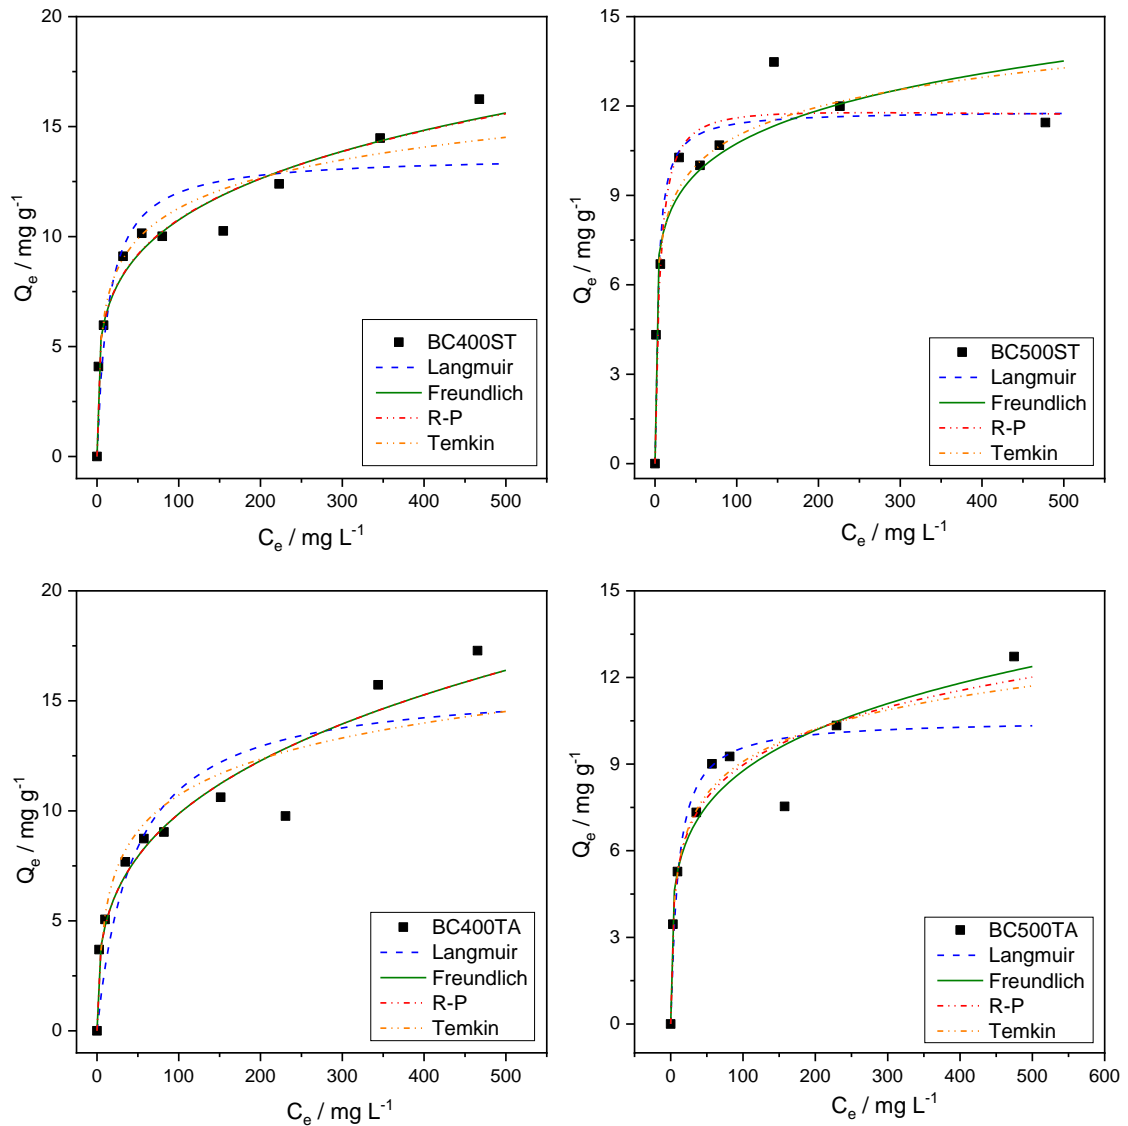 20
15
10
5
0
Qe / mg g-1
BC400ST
Langmuir
Freundlich
R-P
Temkin
0 100 200 300 400 500
Ce / mg L-1
15
12
9
6
3
0
Qe / mg g-1
BC500ST
Langmuir
Freundlich
R-P
Temkin
0 100 200 300 400 500
Ce / mg L-1
20
15
10
5
0
Qe / mg g-1
BC400TA
Langmuir
Freundlich
R-P
Temkin
0 100 200 300 400 500
Ce / mg L-1
15
12
9
6
3
0
Qe / mg g-1
BC500TA
Langmuir
Freundlich
R-P
Temkin
0 100 200 300 400 500 600
Ce / mg L-1